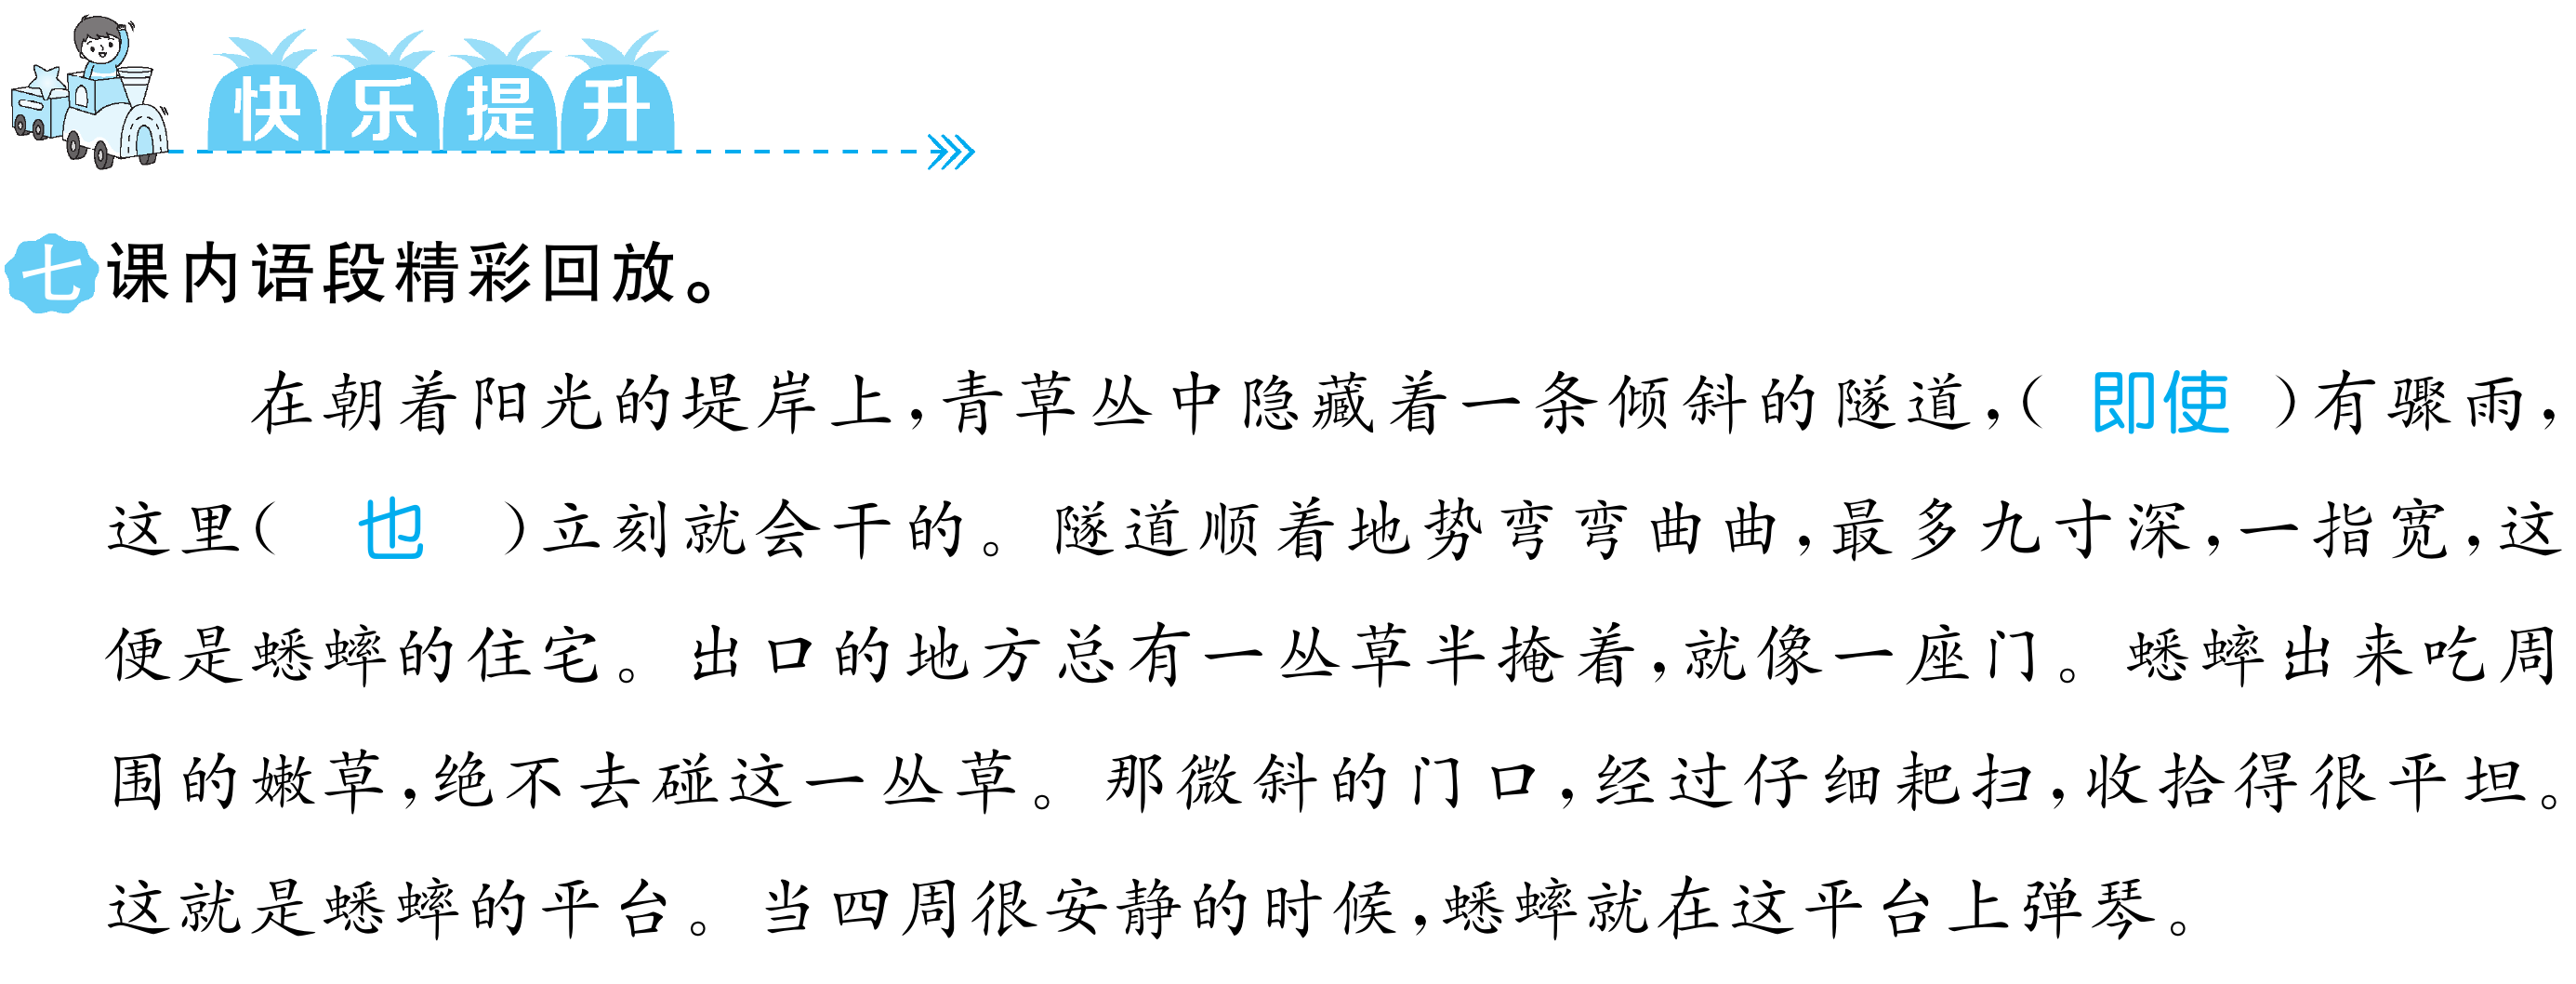 快乐提升
七 课内语段精彩回放。
在朝着阳光的堤岸上,青草丛中隐藏着一条倾斜的隧道,( 即使 )有骤雨,
这里( 也 )立刻就会干的。隧道顺着地势弯弯曲曲,最多九寸深,一指宽,这
便是蟋蟀的住宅。出口的地方总有一丛草半掩着,就像一座门。蟋蟀出来吃周
围的嫩草,绝不去碰这一丛草。那微斜的门口,经过仔细耙扫,收拾得很平坦。
这就是蟋蟀的平台。当四周很安静的时候,蟋蟀就在这平台上弹琴。